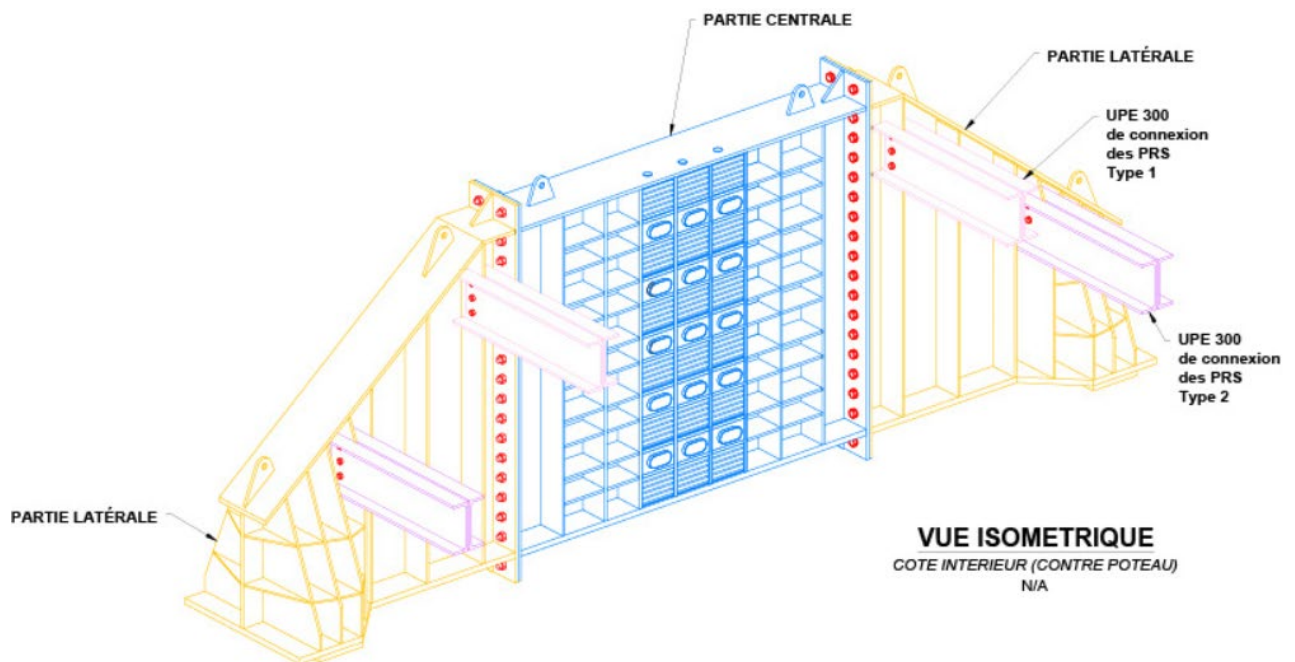 PARTIE CENTRALE
PARTIE LATÉRALE
UPE 300
de connexion
des PRS
Type 1
UPE 300
de connexion
des PRS
Type 2
PARTIE LATÉRALE
VUE ISOMETRIQUE
COTE INTERIEUR (CONTRE POTEAU)
N/A